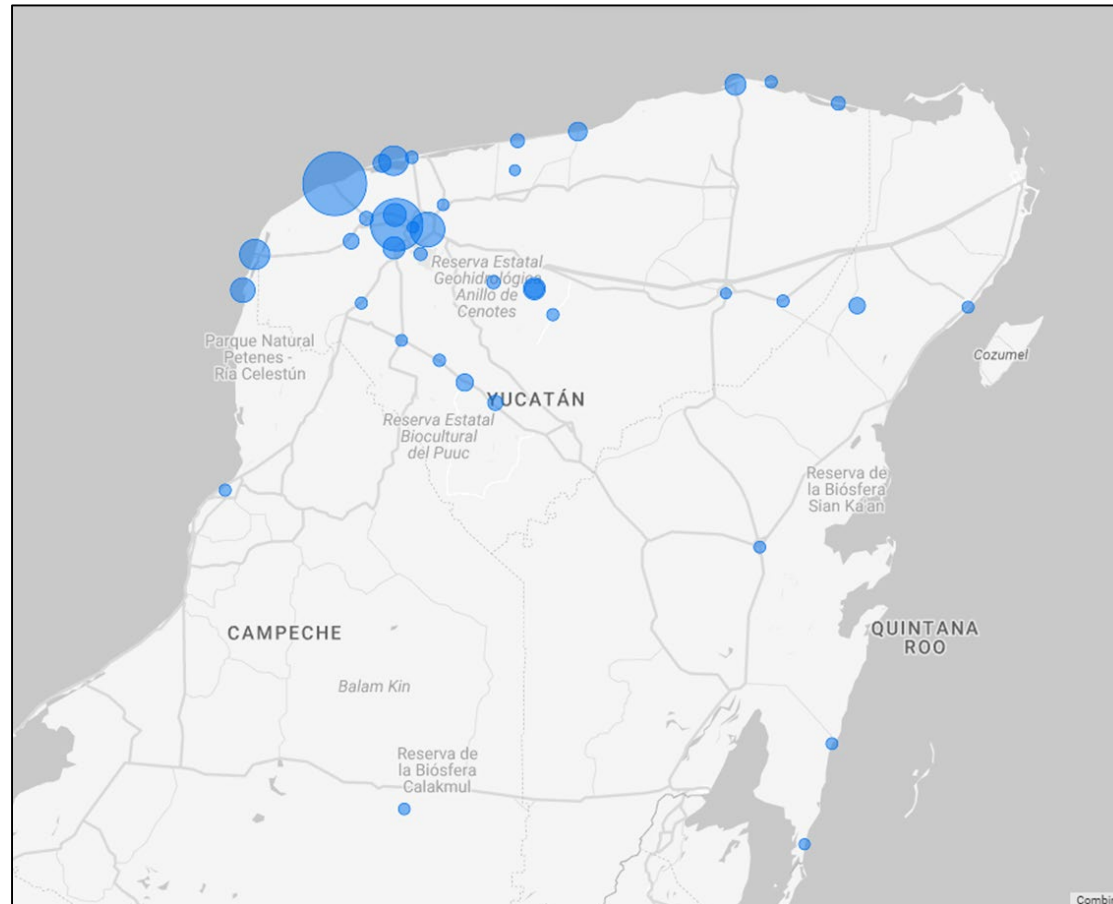 Reserva Estatal
Geohidrológica
Anillo de
Cenotes
Parque Natural
Petenes -
Ría Celestún
Cozumel
YUCATÁN
Reserva Estatal
Biocultural
del Puuc
Reserva de
la Biósfera
Sian Ka'an
CAMPECHE
QUINTANA
ROO
Balam Kin
Reserva de
la Biósfera
Calakmul
Combi